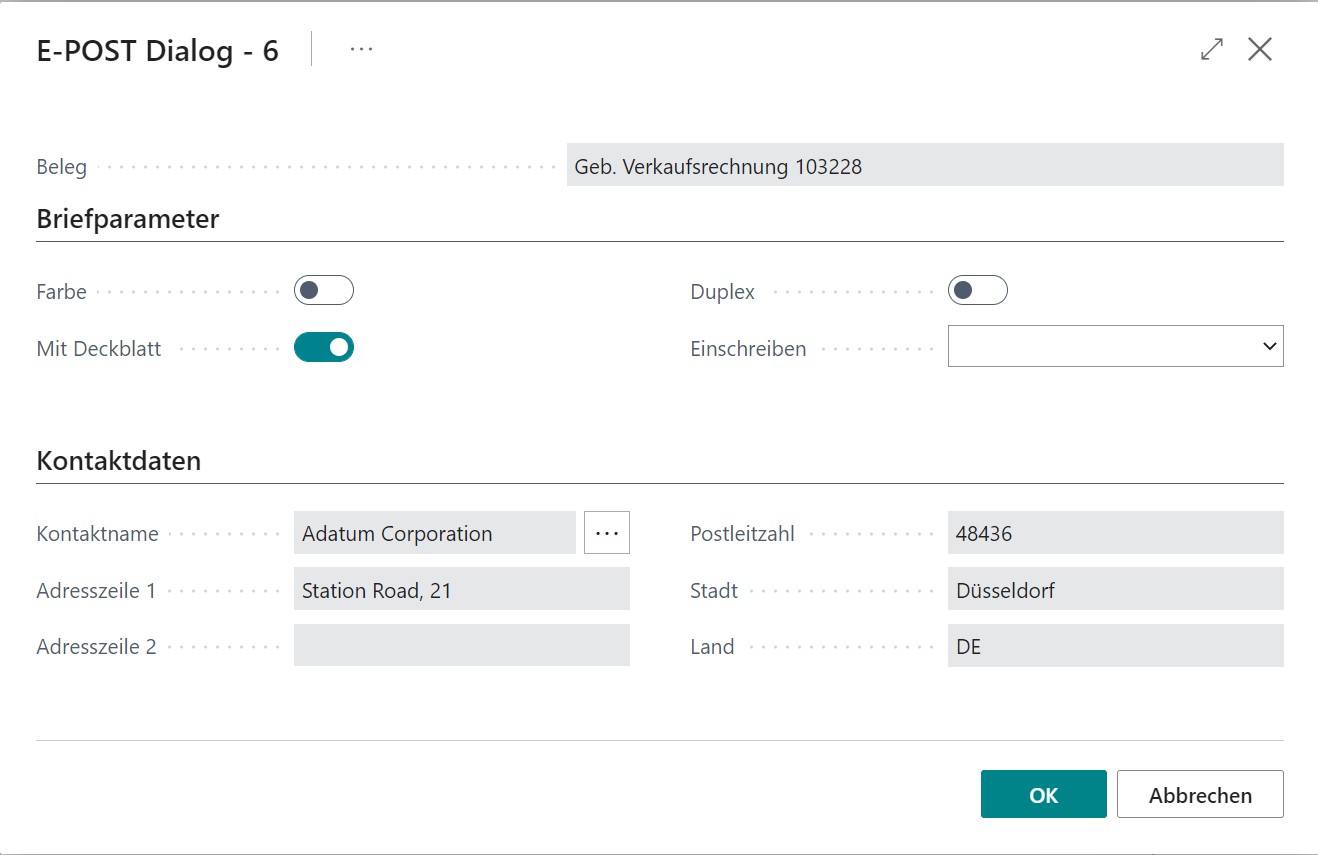 E-POST Dialog - 6
Beleg Geb. Verkaufsrechnung 103228
Briefparameter
Farbe Duplex
Mit Deckblatt Einschreiben
Kontaktdaten
Kontaktname Adatum Corporation ... Postleitzahl 48436
Adresszeile 1 Station Road, 21 Stadt Düsseldorf
Adresszeile 2 Land DE
OK Abbrechen